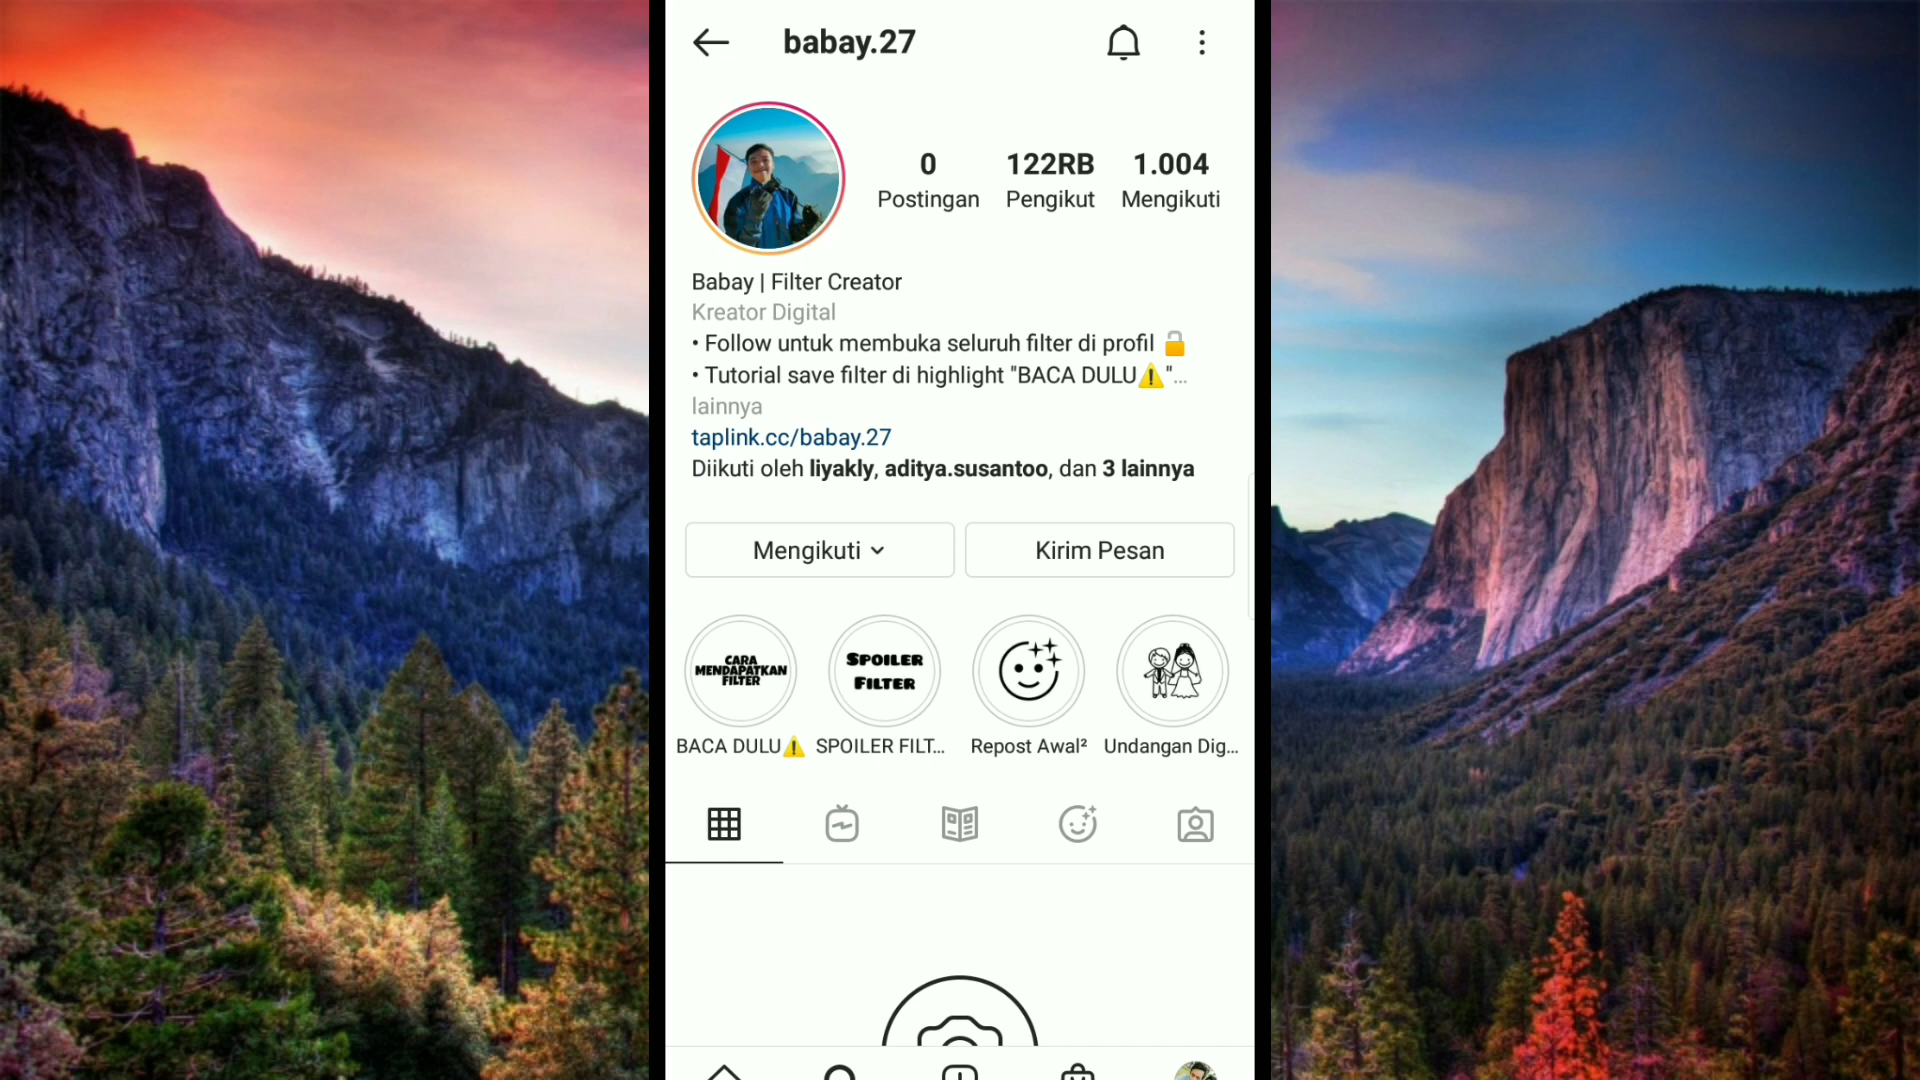 babay.27
0
122RB
1.004
Postingan
Pengikut
Mengikuti
Babay | Filter Creator
Kreator Digital
• Follow untuk membuka seluruh filter di profil 🔓
• Tutorial save filter di highlight "BACA DULU⚠️"...
lainnya
taplink.cc/babay.27
Diikuti oleh liyakly, aditya.susantoo, dan 3 lainnya
Mengikuti
Kirim Pesan
CARA
MENDAPATKAN
FILTER
SPOILER
FILTER
BACA DULU⚠️
SPOILER FILT...
Repost Awal²
Undangan Dig...